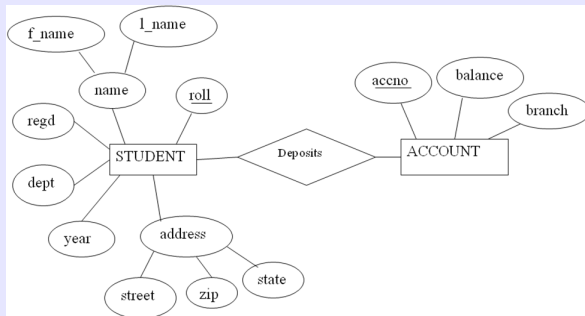 f_name
l_name
name
roll
regd
dept
year
STUDENT
address
street
zip
state
Deposits
accno
balance
branch
ACCOUNT